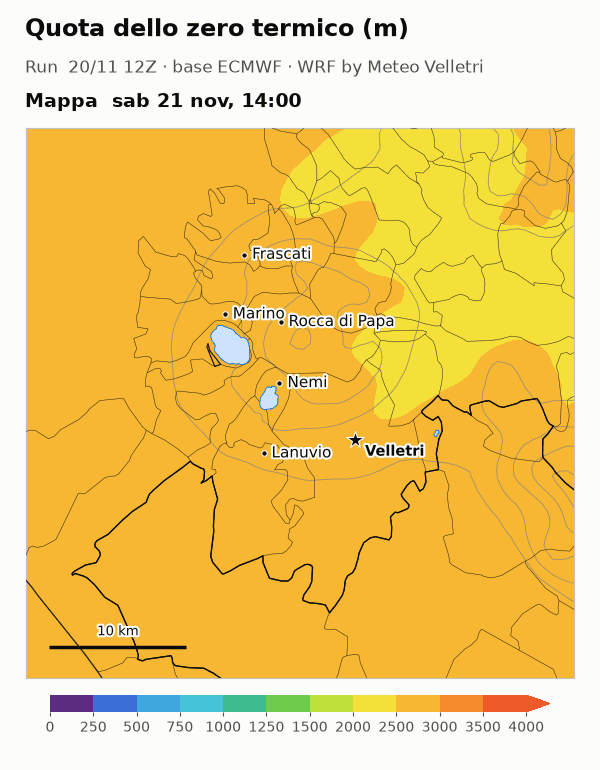 Quota dello zero termico (m)
Run  20/11 12Z · base ECMWF · WRF by Meteo Velletri
Mappa  sab 21 nov, 14:00
Frascati
Marino
Rocca di Papa
Nemi
Velletri
Lanuvio
10 km
0 250 500 750 1000 1250 1500 2000 2500 3000 3500 4000